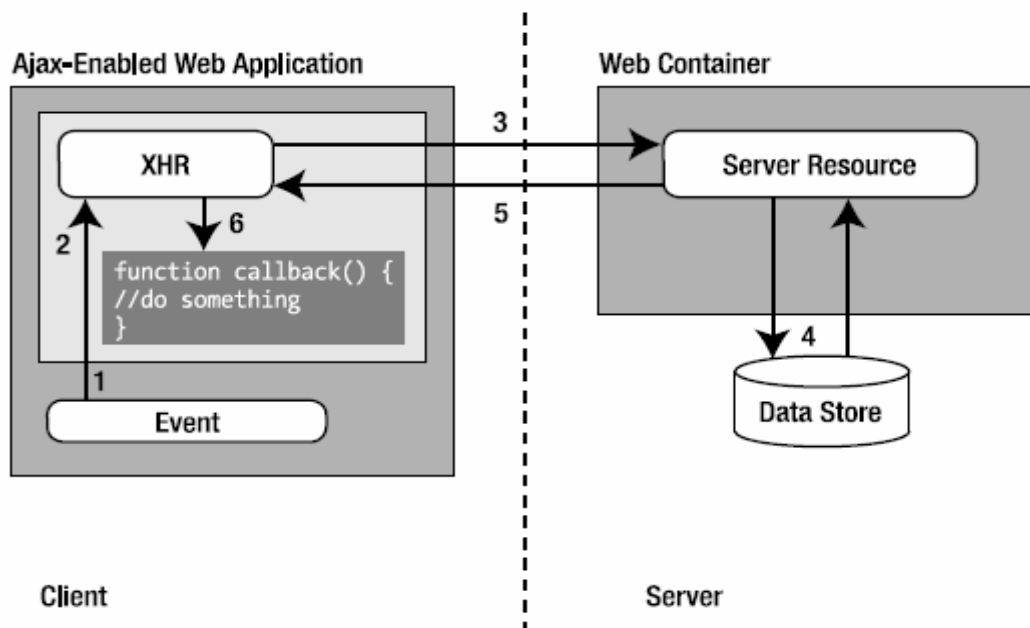 Ajax-Enabled Web Application
Web Container
XHR
3
Server Resource
5
2
6
function callback() {
//do something
}
4
1
Event
Data Store
Client
Server